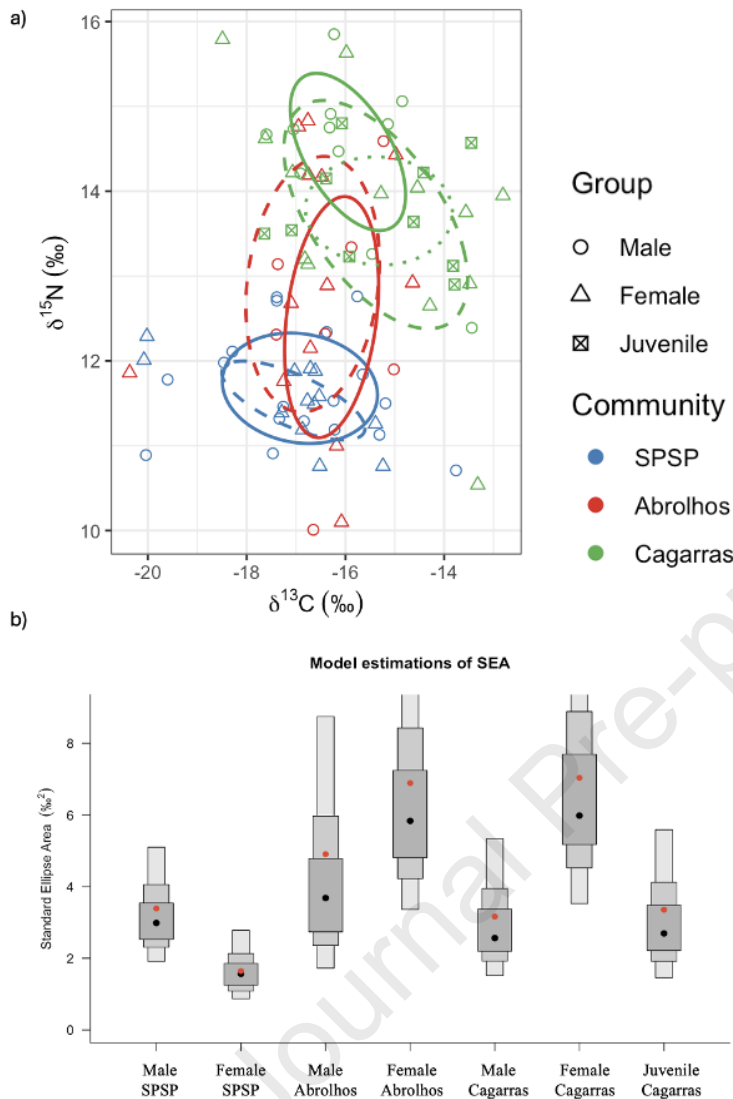 a)
16
14
12
10
δ¹⁵N (‰)
-20
-18
-16
-14
δ¹³C (‰)
Group
Male
Female
Juvenile
Community
SPSP
Abrolhos
Cagarras
b)
Model estimations of SEA
Standard Ellipse Area (‰²)
8
6
4
2
0
Male
SPSP
Female
SPSP
Male
Abrolhos
Female
Abrolhos
Male
Cagarras
Female
Cagarras
Juvenile
Cagarras
Journal Pre-p